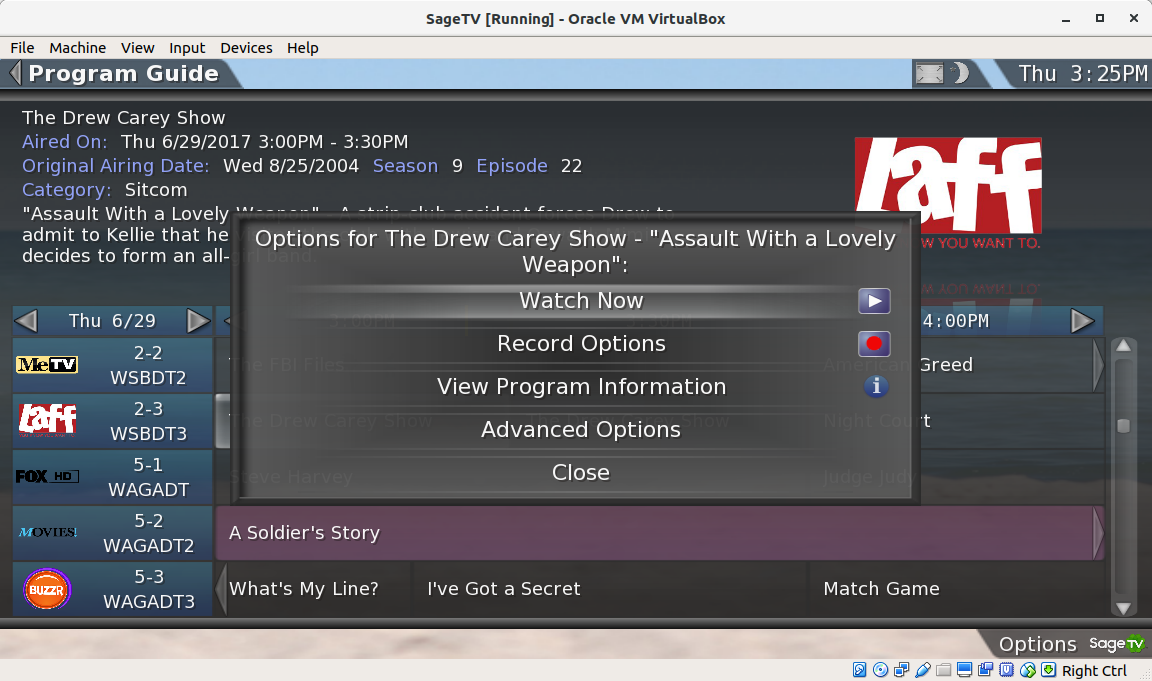 SageTV [Running] - Oracle VM VirtualBox
File Machine View Input Devices Help
Program Guide
Thu 3:25PM
The Drew Carey Show
Aired On: Thu 6/29/2017 3:00PM - 3:30PM
Original Airing Date: Wed 8/25/2004 Season 9 Episode 22
Category: Sitcom
"Assault With a Lovely Weapon" - A strip-club accident forces Drew to
admit to Kellie that he
decides to form an all-girl band
laff
W YOU WANT TO.
Options for The Drew Carey Show - "Assault With a Lovely
Weapon":
Watch Now
Record Options
View Program Information
Advanced Options
Close
Thu 6/29
4:00PM
MeTV
2-2
WSBDT2
The FBI Files
American Greed
laff
2-3
WSBDT3
The Drew Carey Show
Night Court
FOX HD
5-1
WAGADT
Steve Harvey
Judge Judy
MOVIES!
5-2
WAGADT2
A Soldier's Story
BUZZR
5-3
WAGADT3
What's My Line?
I've Got a Secret
Match Game
Options
SageTV
Right Ctrl